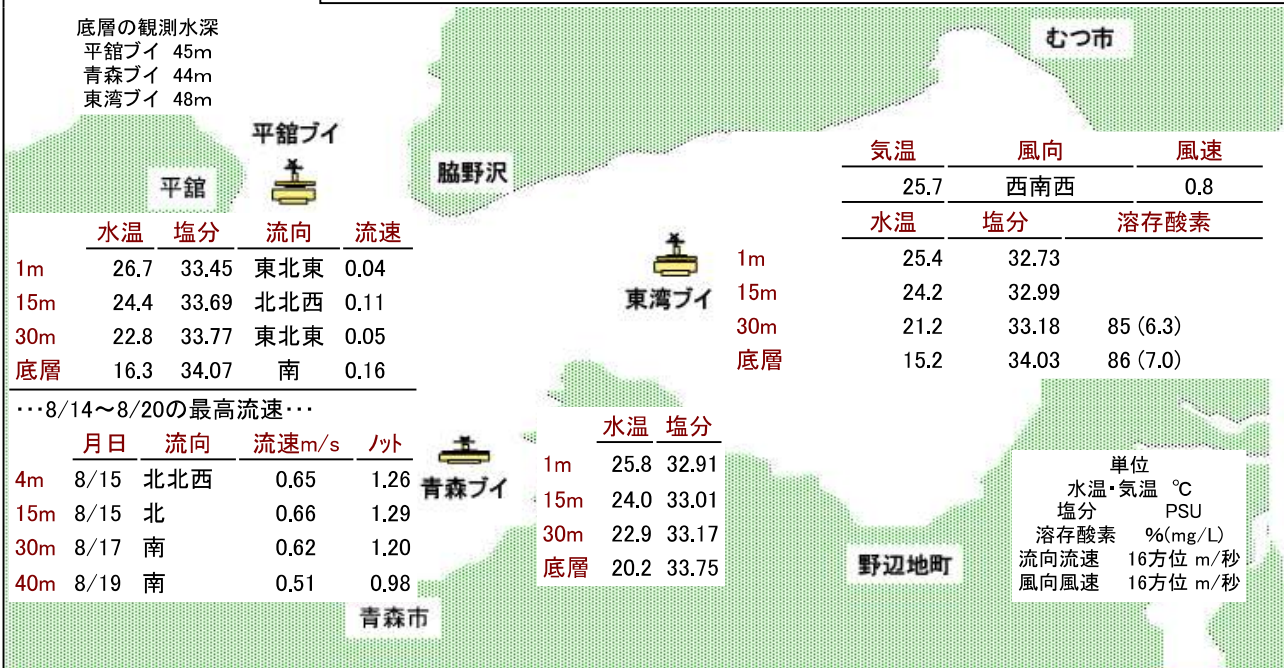 底層の観測水深
平舘ブイ 45m
青森ブイ 44m
東湾ブイ 48m
むつ市
平舘ブイ
平舘
脇野沢
気温 風向 風速
25.7 西南西 0.8
水温 塩分 溶存酸素
1m 25.4 32.73
15m 24.2 32.99
30m 21.2 33.18 85 (6.3)
底層 15.2 34.03 86 (7.0)
東湾ブイ
水温 塩分 流向 流速
1m 26.7 33.45 東北東 0.04
15m 24.4 33.69 北北西 0.11
30m 22.8 33.77 東北東 0.05
底層 16.3 34.07 南 0.16
…8/14～8/20の最高流速…
月日 流向 流速m/s ノット
4m 8/15 北北西 0.65 1.26
15m 8/15 北 0.66 1.29
30m 8/17 南 0.62 1.20
40m 8/19 南 0.51 0.98
青森ブイ
水温 塩分
1m 25.8 32.91
15m 24.0 33.01
30m 22.9 33.17
底層 20.2 33.75
野辺地町
単位
水温・気温 ℃
塩分 PSU
溶存酸素 %(mg/L)
流向流速 16方位 m/秒
風向風速 16方位 m/秒
青森市